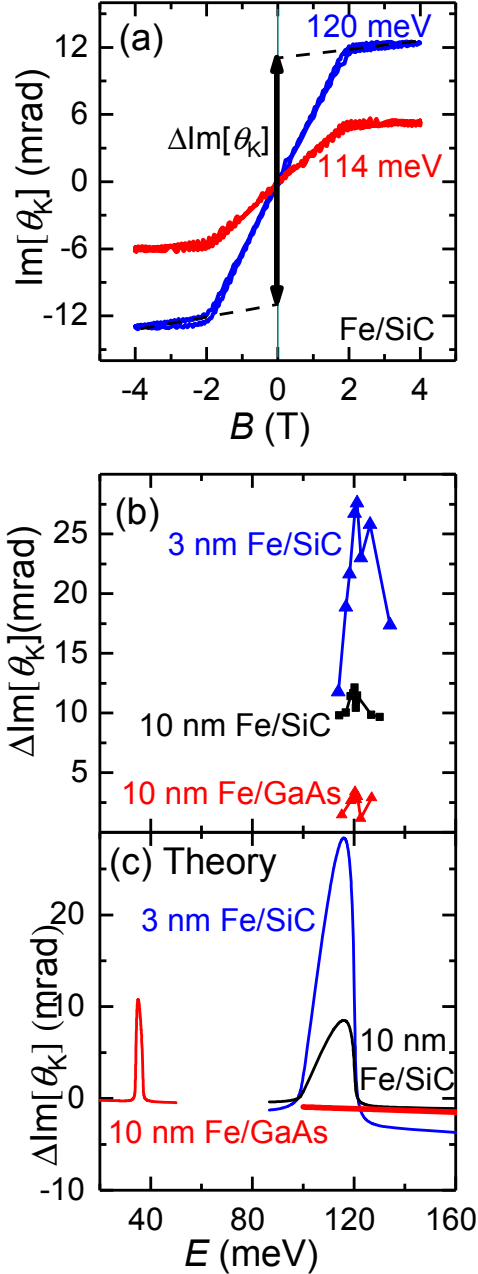 (a)
120 meV
12
6
0
-6
-12
Im[θK] (mrad)
ΔIm[θK]
114 meV
Fe/SiC
-4 -2 0 2 4
B (T)
(b)
25
20
15
10
5
ΔIm[θK](mrad)
3 nm Fe/SiC
10 nm Fe/SiC
10 nm Fe/GaAs
(c) Theory
20
10
0
-10
ΔIm[θK] (mrad)
3 nm Fe/SiC
10 nm
Fe/SiC
10 nm Fe/GaAs
40 80 120 160
E (meV)